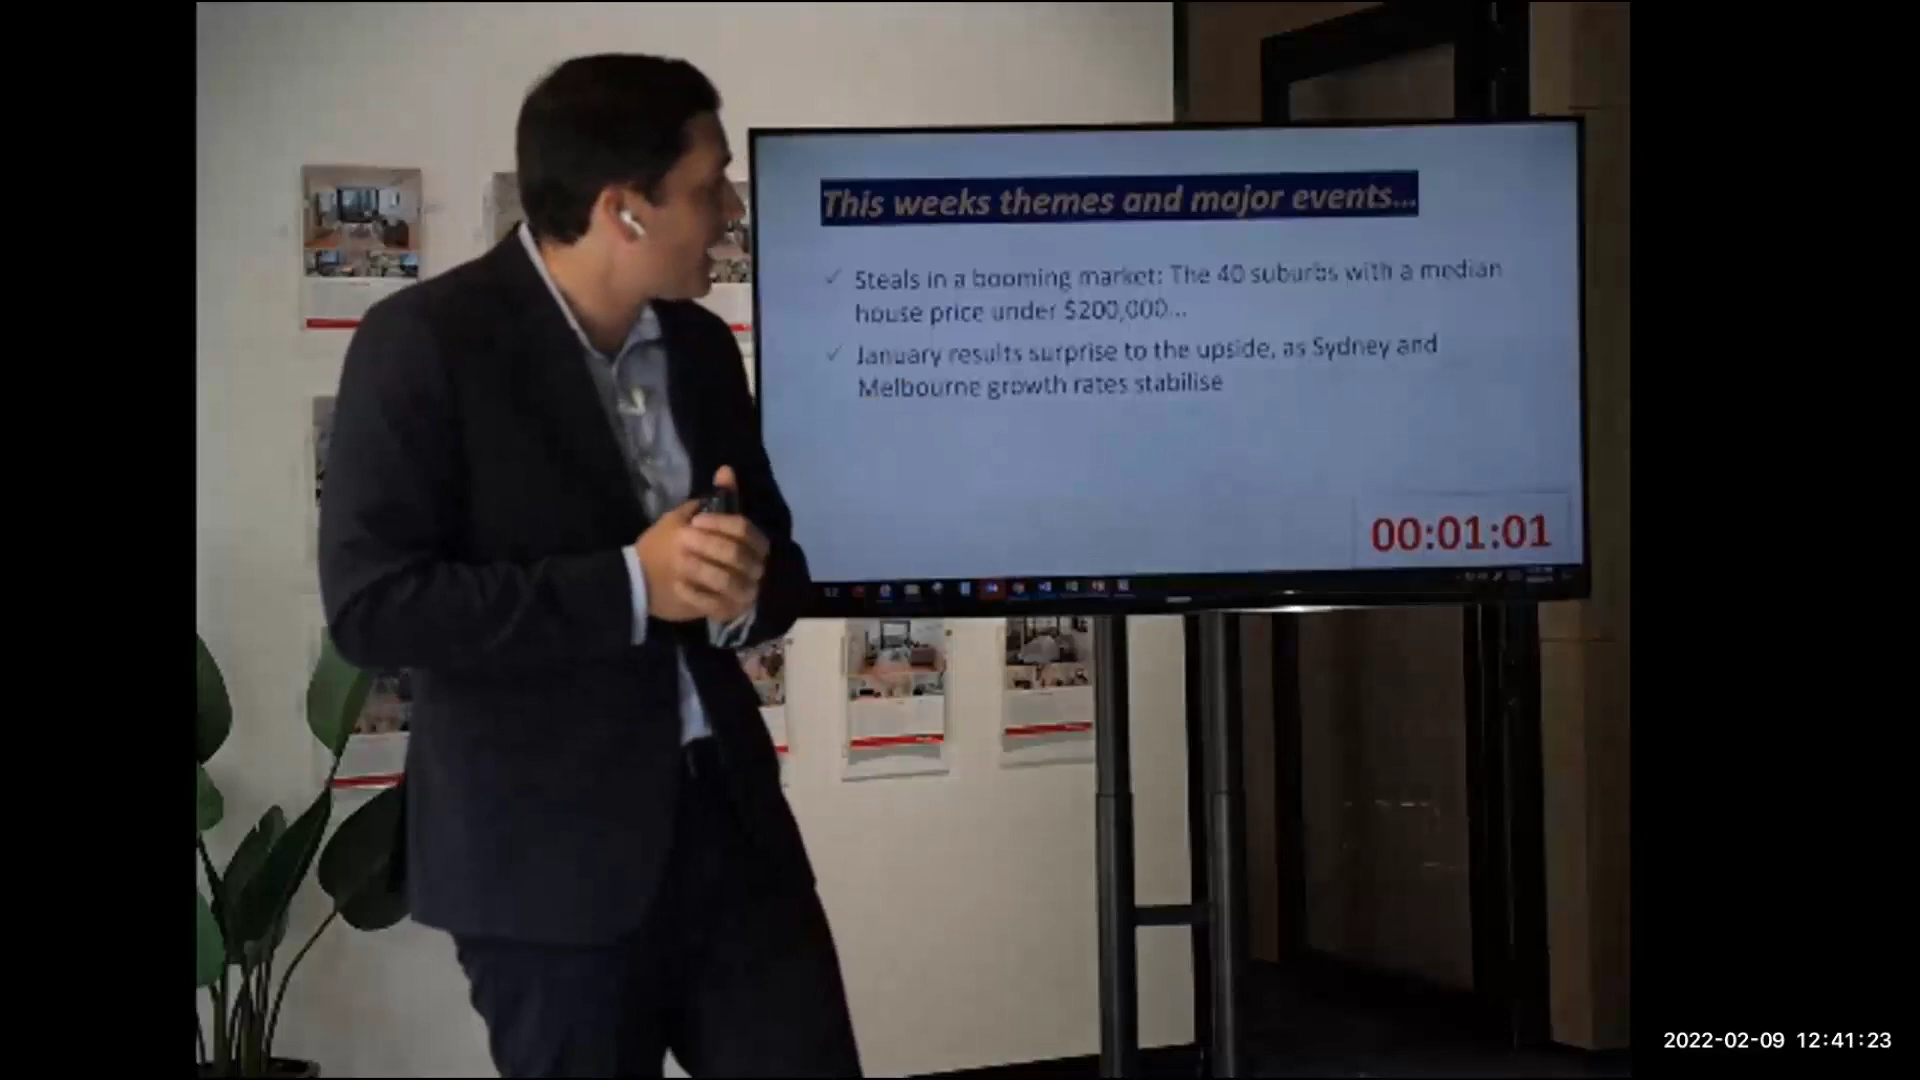 This weeks themes and major events...
✓ Steals in a booming market: The 40 suburbs with a median
house price under $200,000...
✓ January results surprise to the upside, as Sydney and
Melbourne growth rates stabilise
00:01:01
2022-02-09 12:41:23